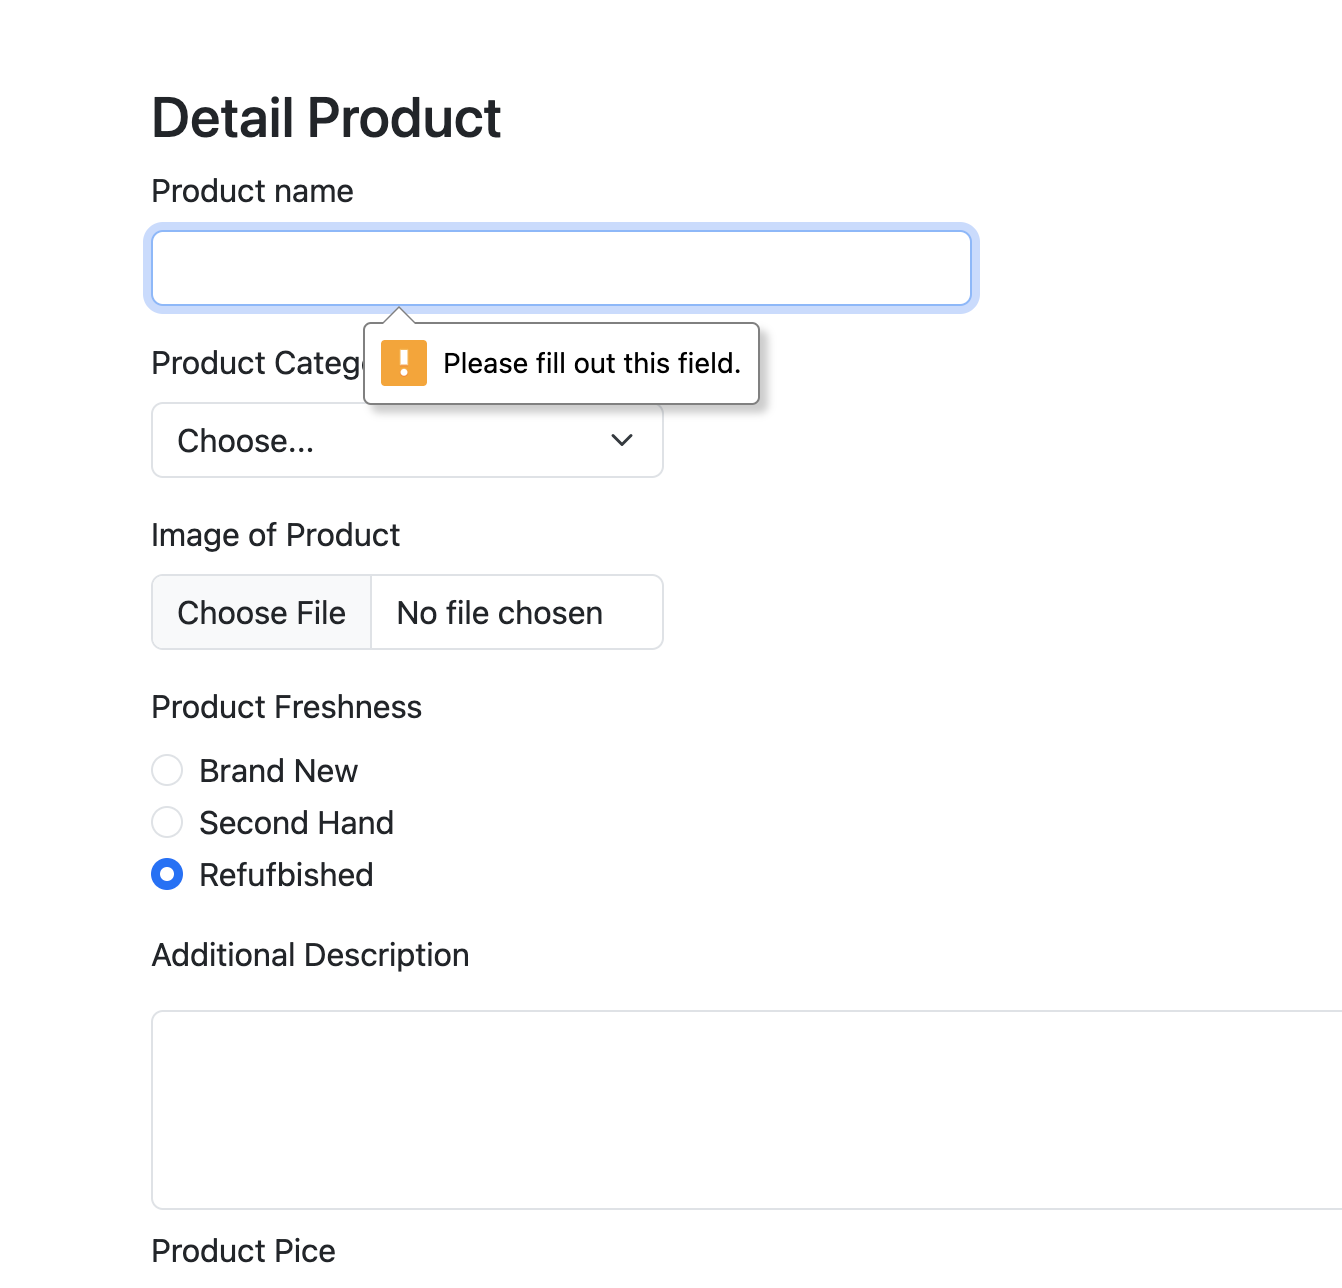 Detail Product
Product name
Please fill out this field.
Product Categ
Choose...
Image of Product
Choose File No file chosen
Product Freshness
Brand New
Second Hand
Refufbished
Additional Description
Product Pice